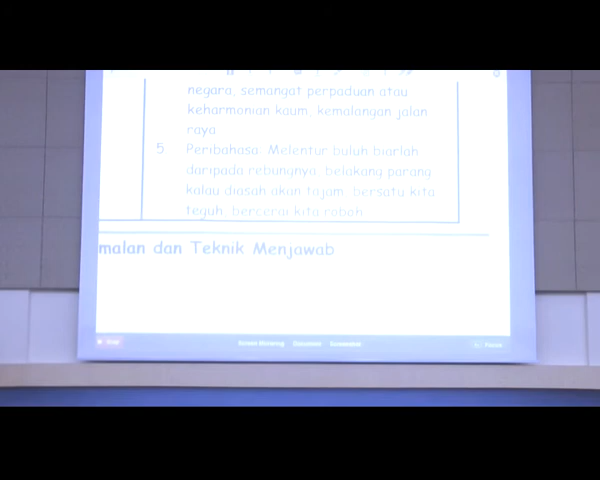 negara, semangat perpaduan atau
keharmonian kaum, kemalangan jalan
raya
5 Peribahasa: Melentur buluh biarlah
daripada rebungnya, belakang parang
kalau diasah akan tajam, bersatu kita
teguh, bercerai kita roboh
malan dan Teknik Menjawab